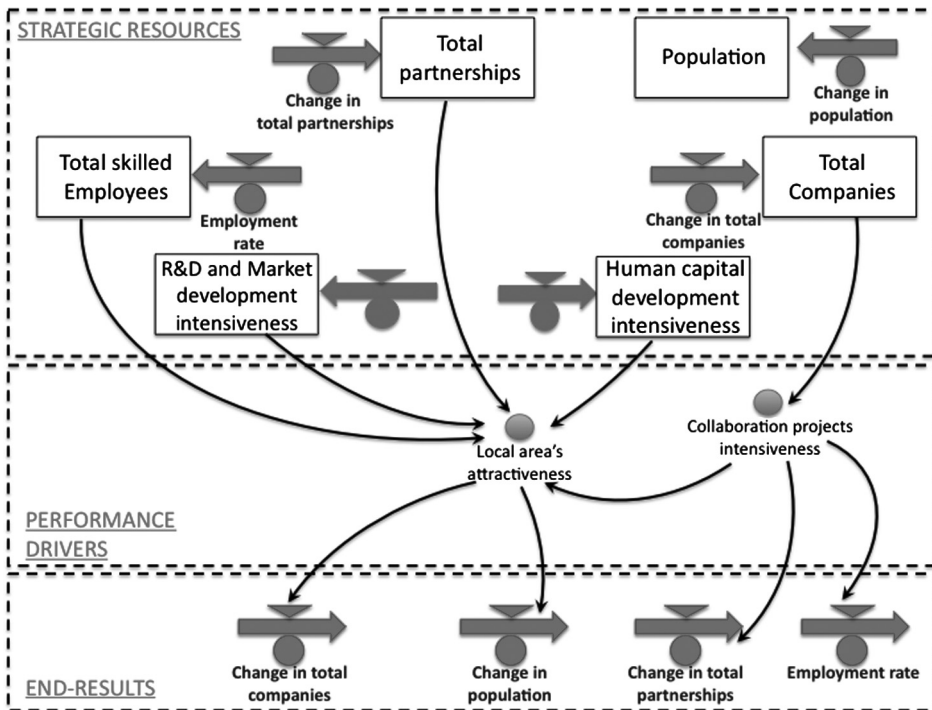 STRATEGIC RESOURCES
Total
partnerships
Change in
total partnerships
Population
Change in
population
Total skilled
Employees
Employment
rate
Total
Companies
Change in total
companies
R&D and Market
development
intensiveness
Human capital
development
intensiveness
Collaboration projects
intensiveness
Local area's
attractiveness
PERFORMANCE
DRIVERS
Change in total
companies
Change in
population
Change in total
partnerships
Employment rate
END-RESULTS